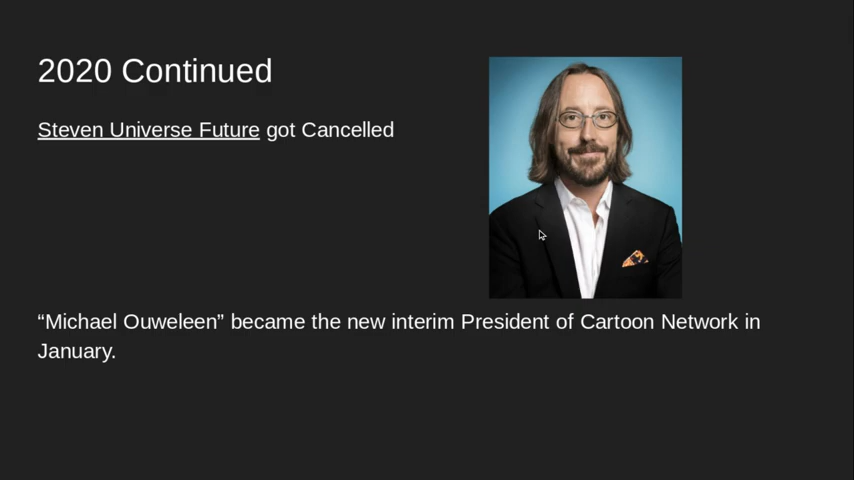 2020 Continued
Steven Universe Future got Cancelled
“Michael Ouweleen” became the new interim President of Cartoon Network in
January.